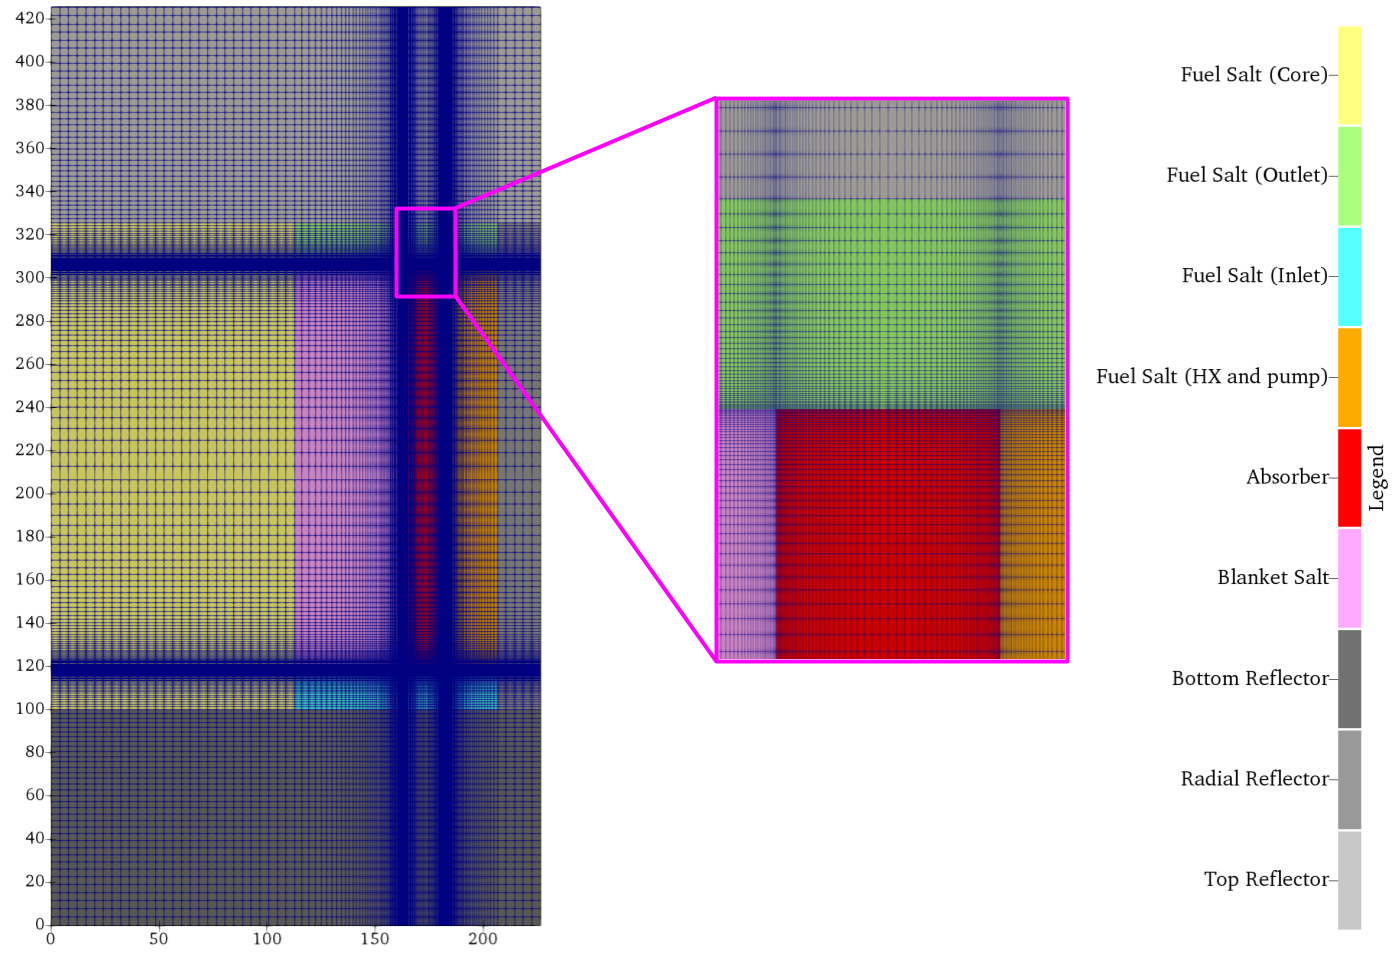 420
400
380
360
340
320
300
280
260
240
220
200
180
160
140
120
100
80
60
40
20
0
0 50 100 150 200
Fuel Salt (Core)
Fuel Salt (Outlet)
Fuel Salt (Inlet)
Fuel Salt (HX and pump)
Absorber
Blanket Salt
Bottom Reflector
Radial Reflector
Top Reflector
Legend